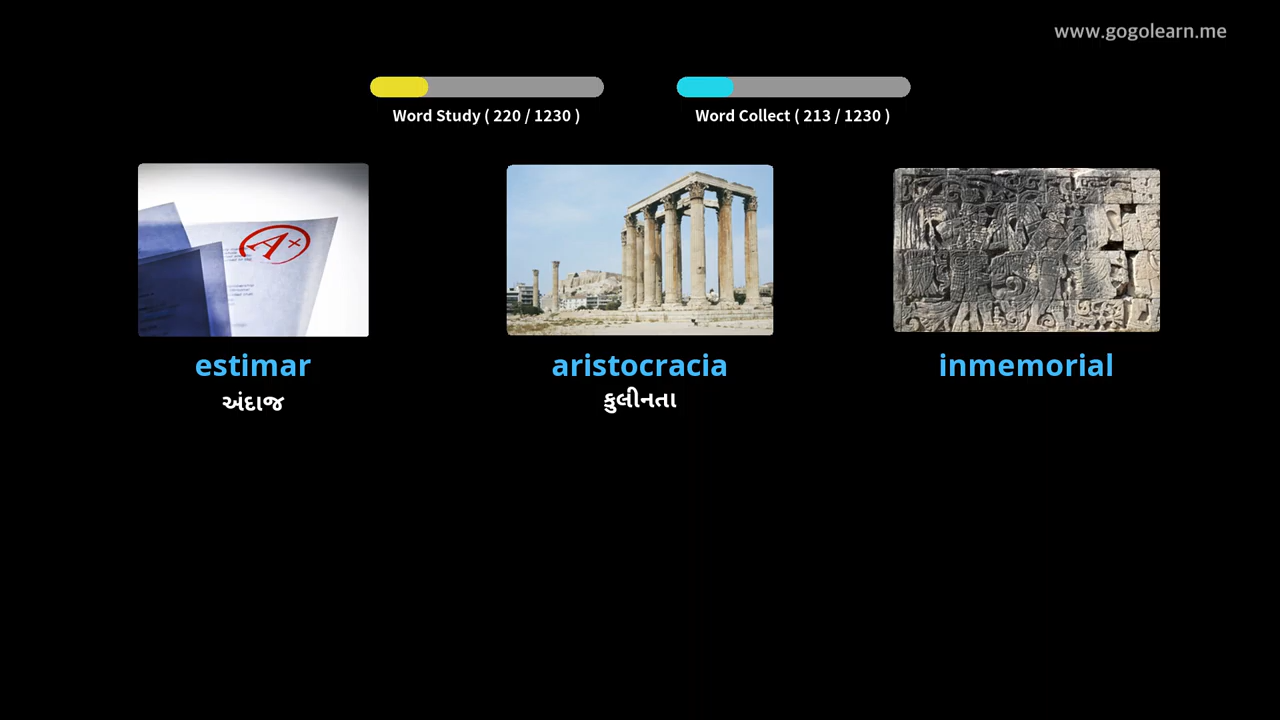 www.gogolearn.me
Word Study ( 220 / 1230 )
Word Collect ( 213 / 1230 )
A+
estimar
aristocracia
inmemorial
અંદાજ
કુલીનતા